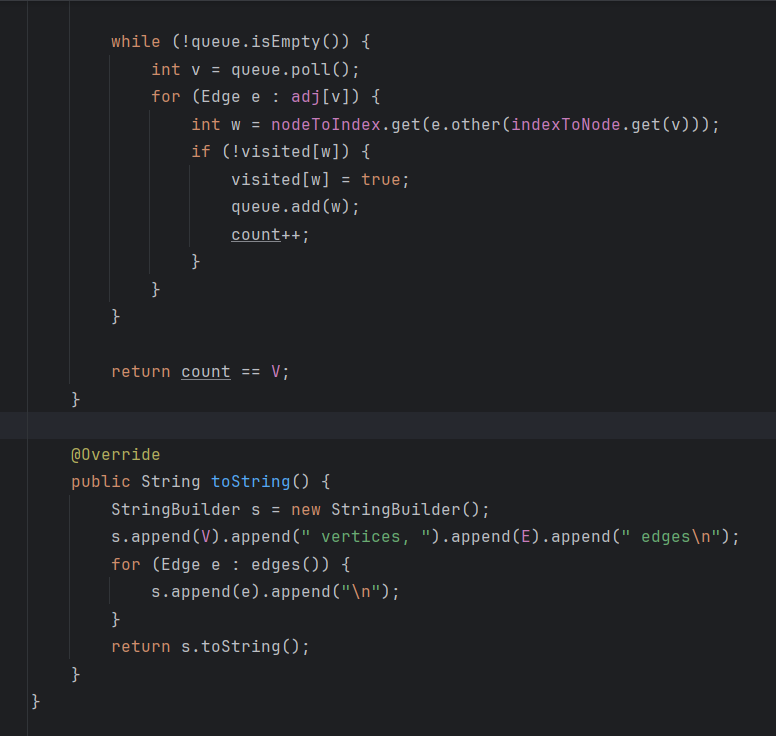 while (!queue.isEmpty()) {
int v = queue.poll();
for (Edge e : adj[v]) {
int w = nodeToIndex.get(e.other(indexToNode.get(v)));
if (!visited[w]) {
visited[w] = true;
queue.add(w);
count++;
}
}
}
return count == V;
}
@Override
public String toString() {
StringBuilder s = new StringBuilder();
s.append(V).append(" vertices, ").append(E).append(" edges\n");
for (Edge e : edges()) {
s.append(e).append("\n");
}
return s.toString();
}
}